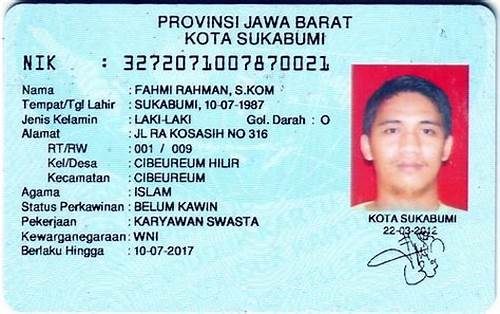 PROVINSI JAWA BARAT
KOTA SUKABUMI
NIK : 3272071007870021
Nama : FAHMI RAHMAN, S.KOM
Tempat/Tgl Lahir : SUKABUMI, 10-07-1987
Jenis Kelamin : LAKI-LAKI Gol. Darah : O
Alamat : JL RA KOSASIH NO 316
RT/RW : 001 / 009
Kel/Desa : CIBEUREUM HILIR
Kecamatan : CIBEUREUM
Agama : ISLAM
Status Perkawinan : BELUM KAWIN
Pekerjaan : KARYAWAN SWASTA
Kewarganegaraan : WNI
Berlaku Hingga : 10-07-2017
KOTA SUKABUMI
22-03-2012